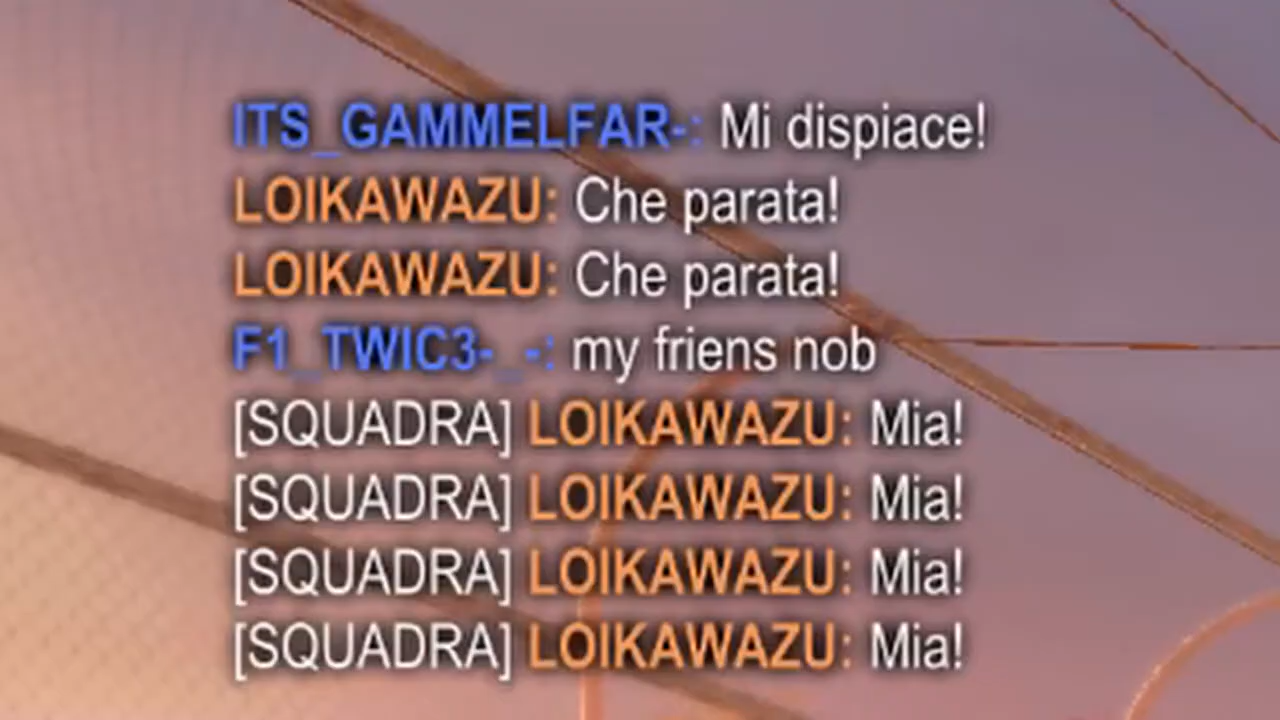 ITS_GAMMELFAR-: Mi dispiace!
LOIKAWAZU: Che parata!
LOIKAWAZU: Che parata!
F1_TWIC3-_-: my friens nob
[SQUADRA] LOIKAWAZU: Mia!
[SQUADRA] LOIKAWAZU: Mia!
[SQUADRA] LOIKAWAZU: Mia!
[SQUADRA] LOIKAWAZU: Mia!